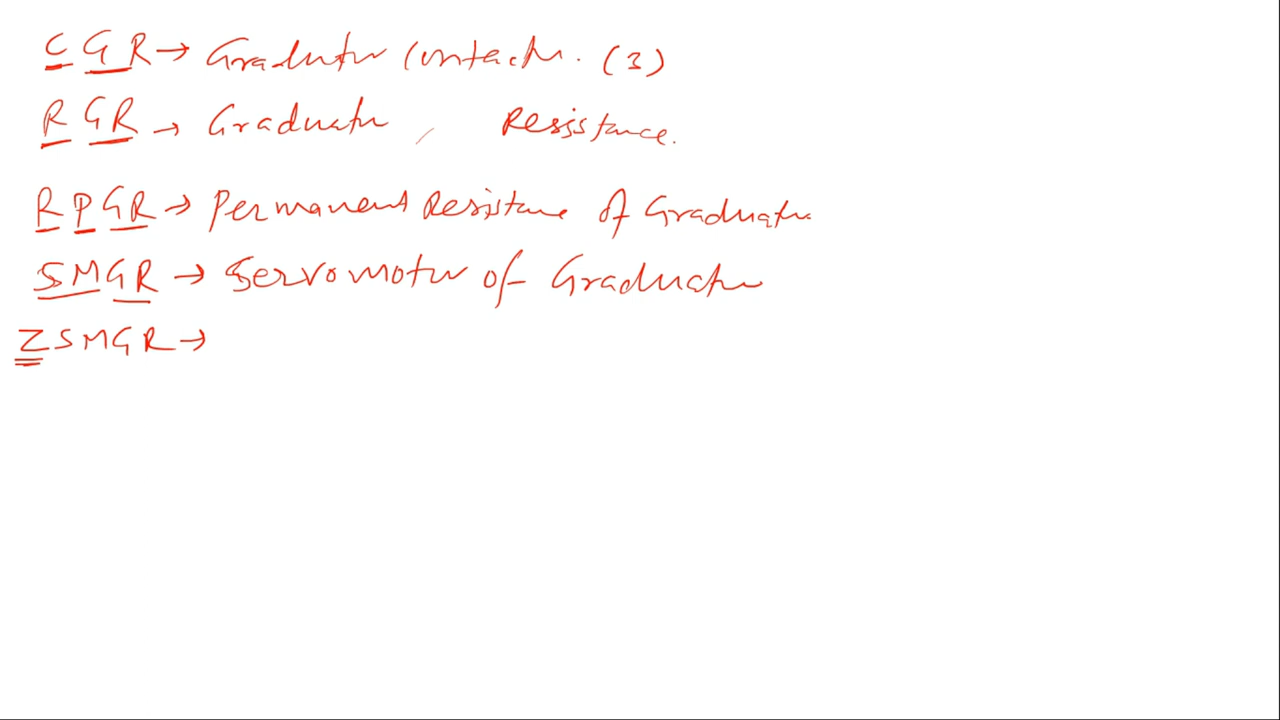 CGR → Graduator Contactor. (3)
RGR → Graduator, Resistance.
RPGR → Permanent Resistance of Graduator
SMGR → Servomotor of Graduator
ZSMGR →